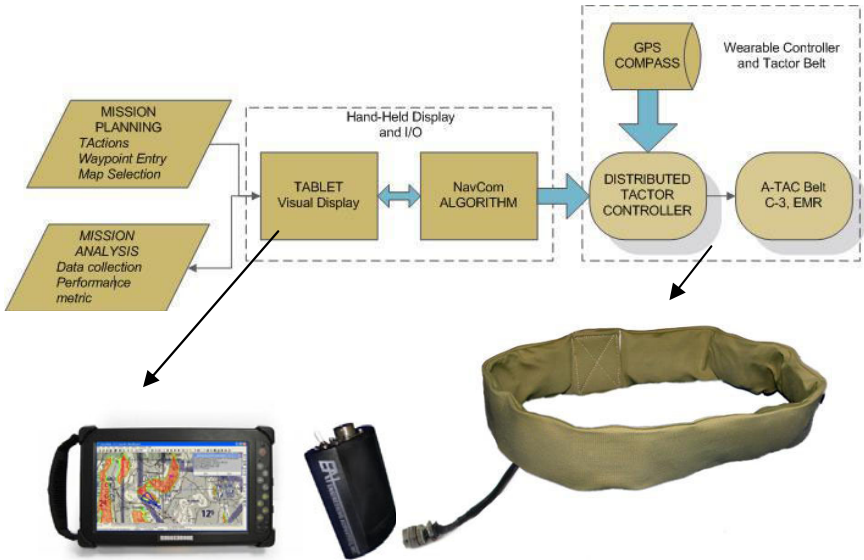 GPS
COMPASS
Wearable Controller
and Tactor Belt
MISSION
PLANNING
TActions
Waypoint Entry
Map Selection
Hand-Held Display
and I/O
TABLET
Visual Display
NavCom
ALGORITHM
DISTRIBUTED
TACTOR
CONTROLLER
A-TAC Belt
C-3, EMR
MISSION
ANALYSIS
Data collection
Performance
metric
EAI